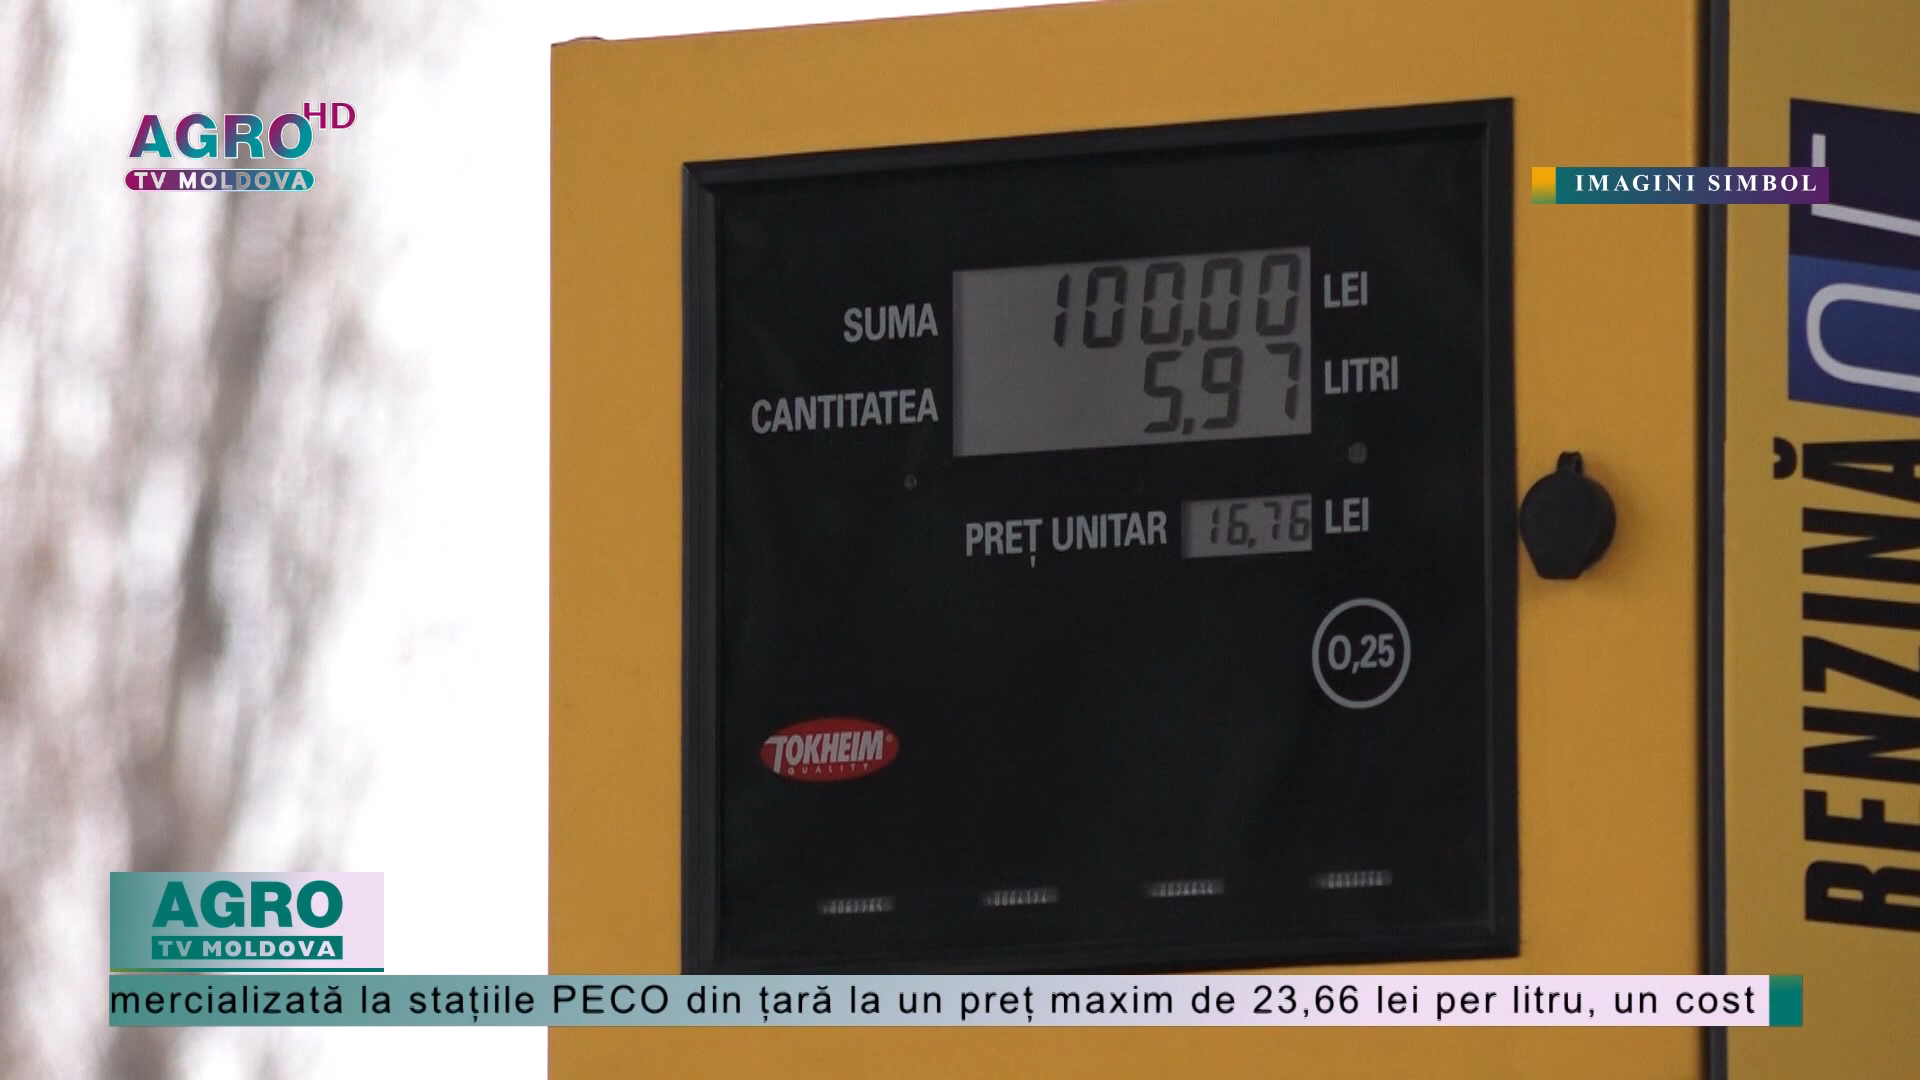 AGRO HD
TV MOLDOVA
IMAGINI SIMBOL
SUMA 100,00 LEI
CANTITATEA 5,97 LITRI
PREȚ UNITAR 16,76 LEI
0,25
TOKHEIM
QUALITY
BENZINĂ
AGRO
TV MOLDOVA
mercializată la stațiile PECO din țară la un preț maxim de 23,66 lei per litru, un cost